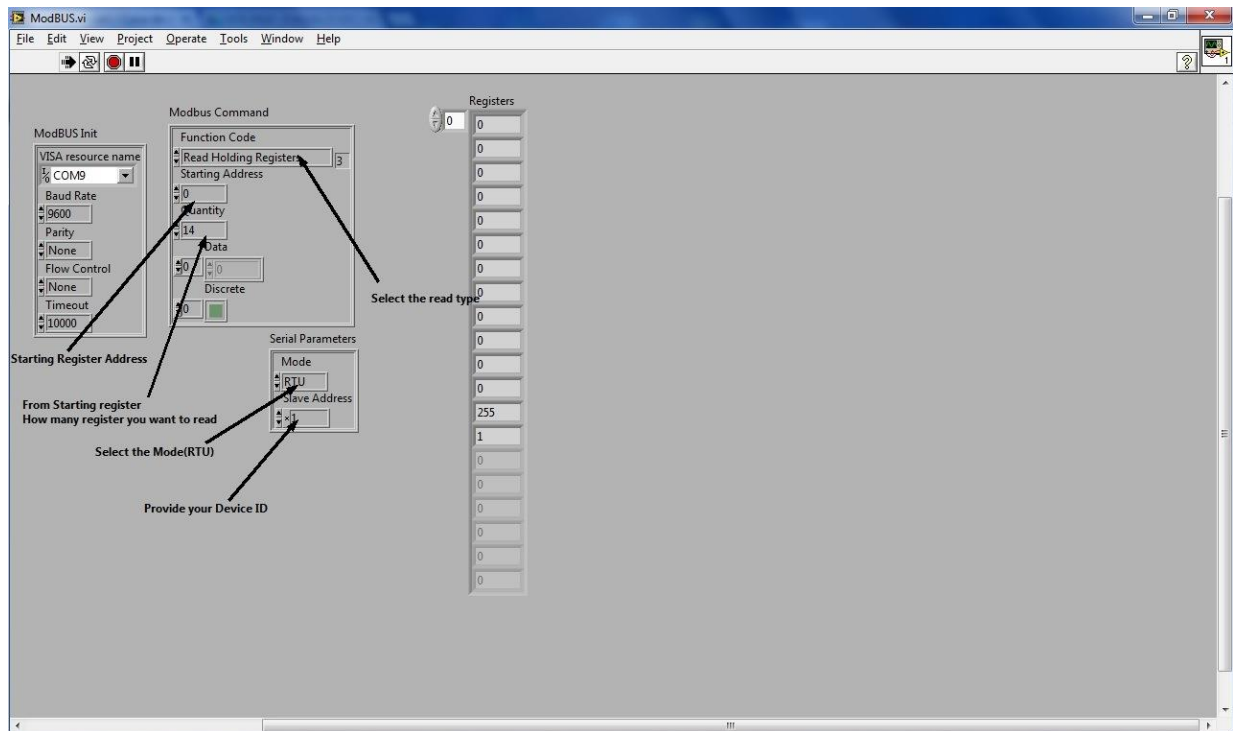 ModBUS.vi
File Edit View Project Operate Tools Window Help
1
ModBUS Init
VISA resource name
COM9
Baud Rate
9600
Parity
None
Flow Control
None
Timeout
10000
Modbus Command
Function Code
Read Holding Registers 3
Starting Address
0
Quantity
14
Data
0 0
Discrete
0
Serial Parameters
Mode
RTU
Slave Address
×1
Select the read type
Starting Register Address
From Starting register
How many register you want to read
Select the Mode(RTU)
Provide your Device ID
Registers
0 0
0
0
0
0
0
0
0
0
0
0
0
255
1
0
0
0
0
0
0